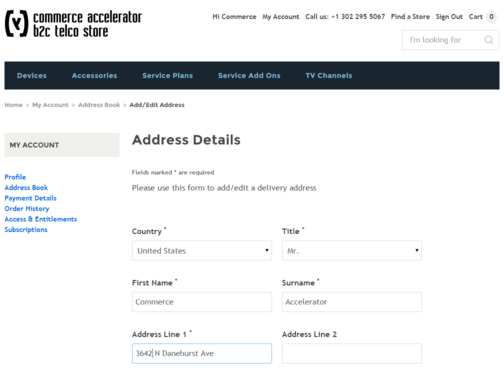 commerce accelerator
b2c telco store
Hi Commerce My Account Call us: +1 302 295 5067 Find a Store Sign Out Cart 0
I'm looking for
Devices Accessories Service Plans Service Add Ons TV Channels
Home > My Account > Address Book > Add/Edit Address
MY ACCOUNT
Profile
Address Book
Payment Details
Order History
Access & Entitlements
Subscriptions
Address Details
Fields marked * are required
Please use this form to add/edit a delivery address
Country * Title *
United States Mr.
First Name * Surname *
Commerce Accelerator
Address Line 1 * Address Line 2
3642 N Danehurst Ave